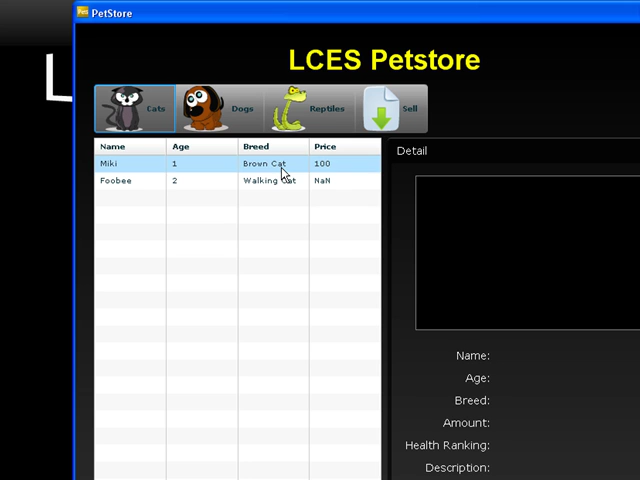 PetStore
L
LCES Petstore
Cats Dogs Reptiles Sell
Name Age Breed Price
Miki 1 Brown Cat 100
Foobee 2 Walking Cat NaN
Detail
Name:
Age:
Breed:
Amount:
Health Ranking:
Description: